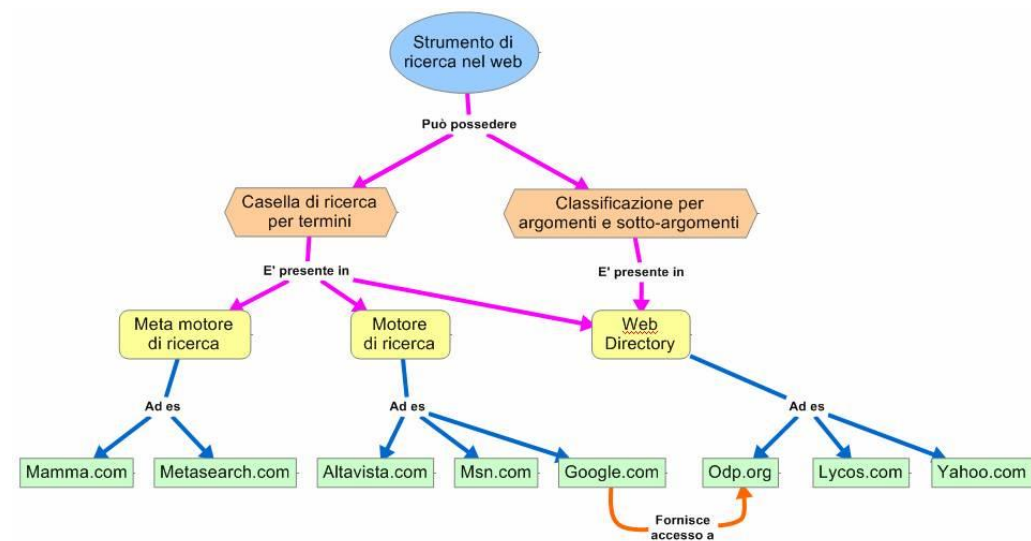 Strumento di
ricerca nel web
Può possedere
Casella di ricerca
per termini
Classificazione per
argomenti e sotto-argomenti
E' presente in
E' presente in
Meta motore
di ricerca
Motore
di ricerca
Web
Directory
Ad es
Ad es
Ad es
Mamma.com
Metasearch.com
Altavista.com
Msn.com
Google.com
Odp.org
Lycos.com
Yahoo.com
Fornisce
accesso a